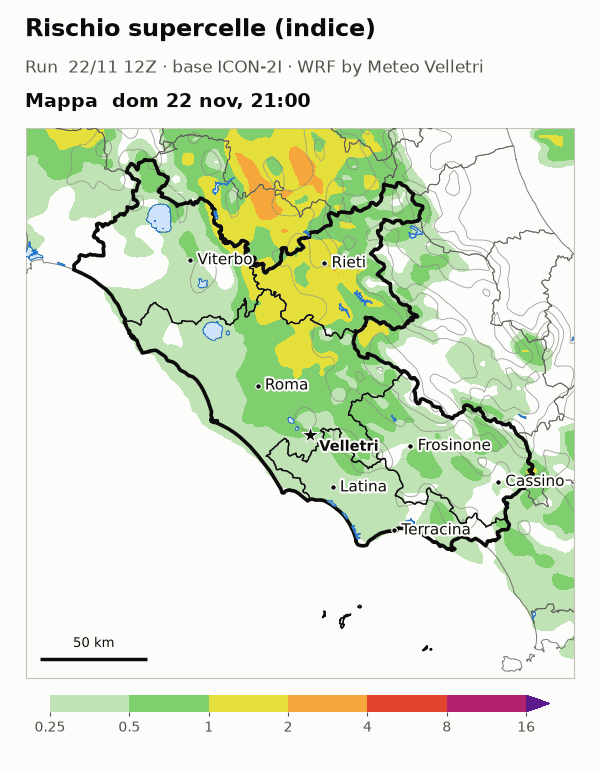 Rischio supercelle (indice)
Run  22/11 12Z · base ICON-2I · WRF by Meteo Velletri
Mappa  dom 22 nov, 21:00
Viterbo
Rieti
Roma
Velletri
Frosinone
Cassino
Latina
Terracina
50 km
0.25 0.5 1 2 4 8 16